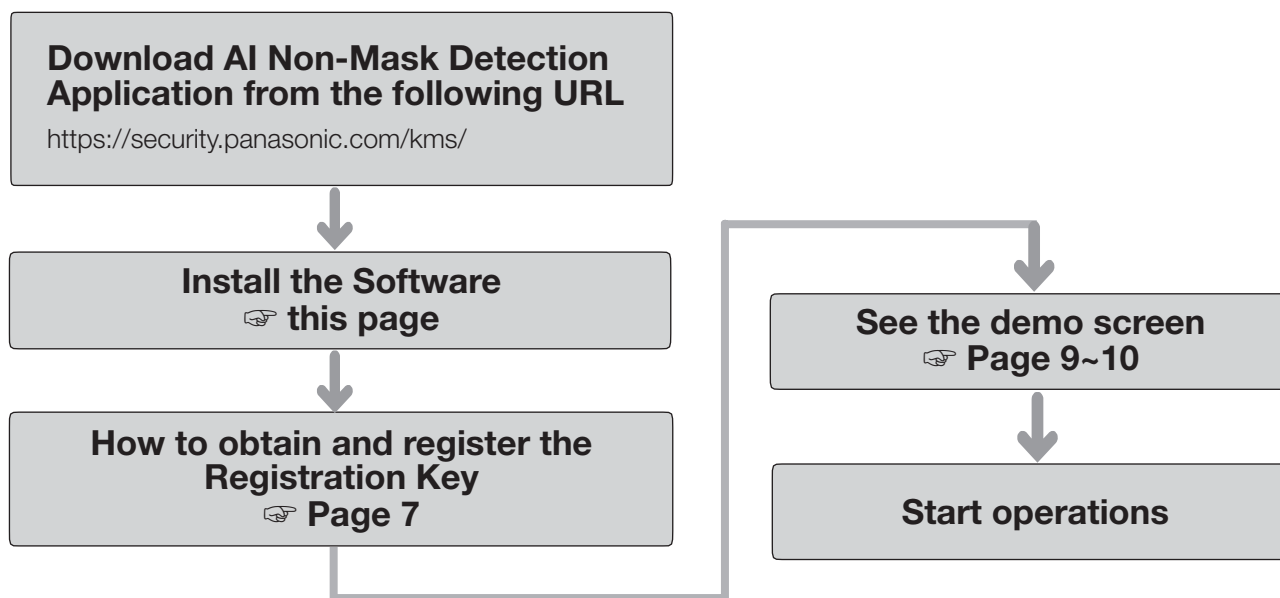 Download AI Non-Mask Detection
Application from the following URL
https://security.panasonic.com/kms/
Install the Software
☞ this page
How to obtain and register the
Registration Key
☞ Page 7
See the demo screen
☞ Page 9~10
Start operations